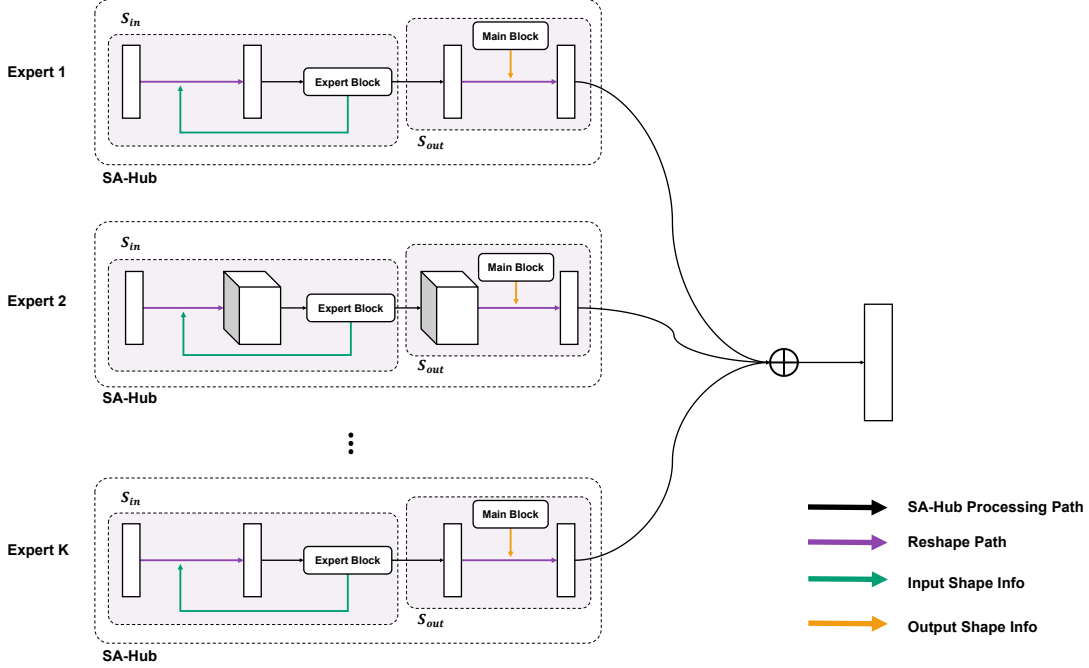 S_in
Main Block
Expert 1
Expert Block
S_out
SA-Hub
S_in
Main Block
Expert 2
Expert Block
S_out
SA-Hub
S_in
Main Block
Expert K
Expert Block
S_out
SA-Hub
SA-Hub Processing Path
Reshape Path
Input Shape Info
Output Shape Info